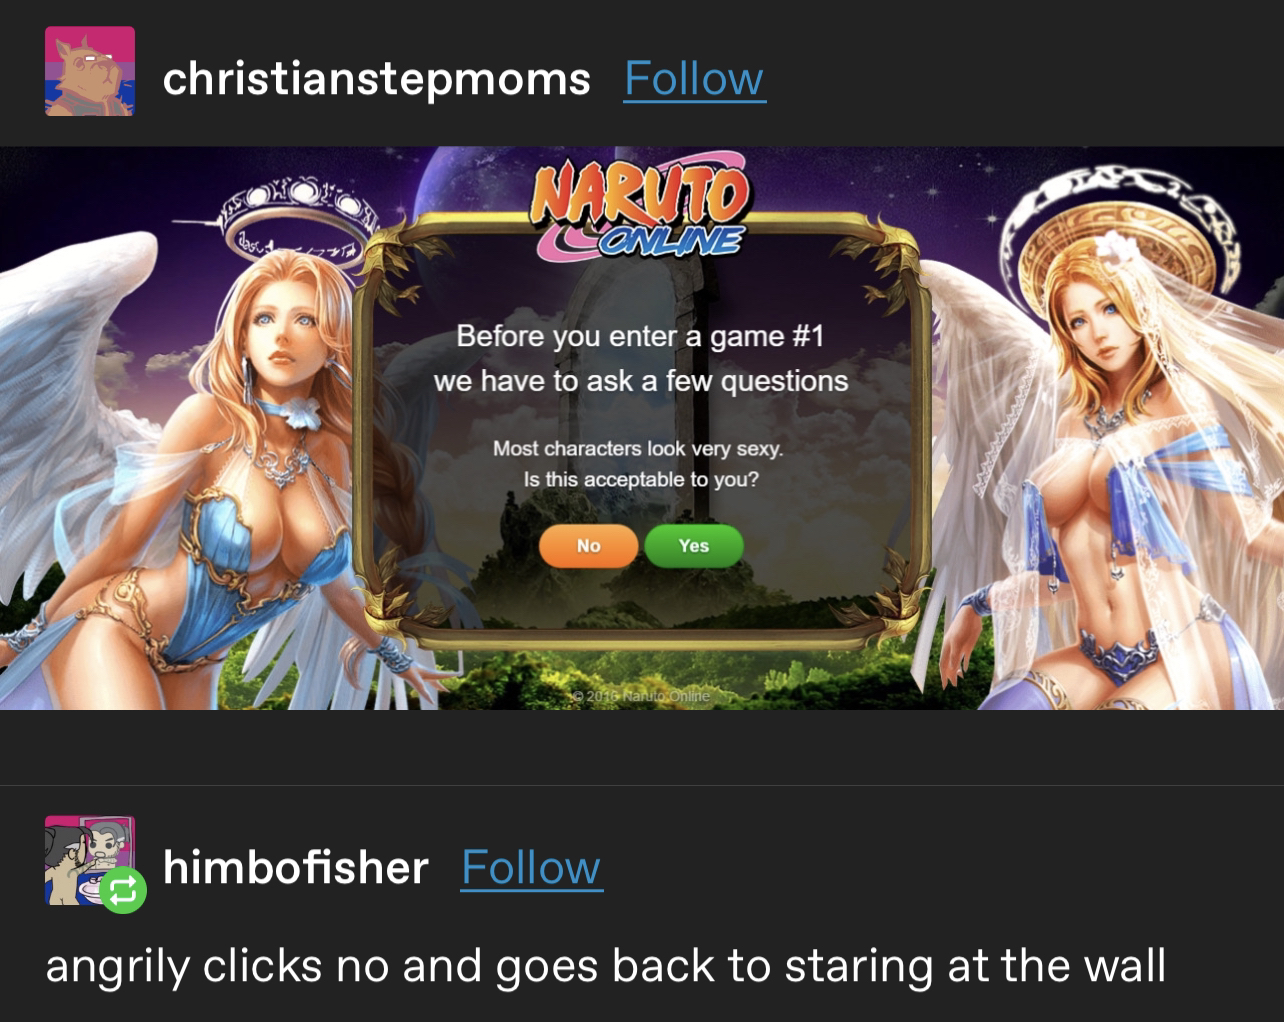 christianstepmoms Follow
NARUTO
ONLINE
Before you enter a game #1
we have to ask a few questions
Most characters look very sexy.
Is this acceptable to you?
No Yes
© 2016 Naruto Online
himbofisher Follow
angrily clicks no and goes back to staring at the wall